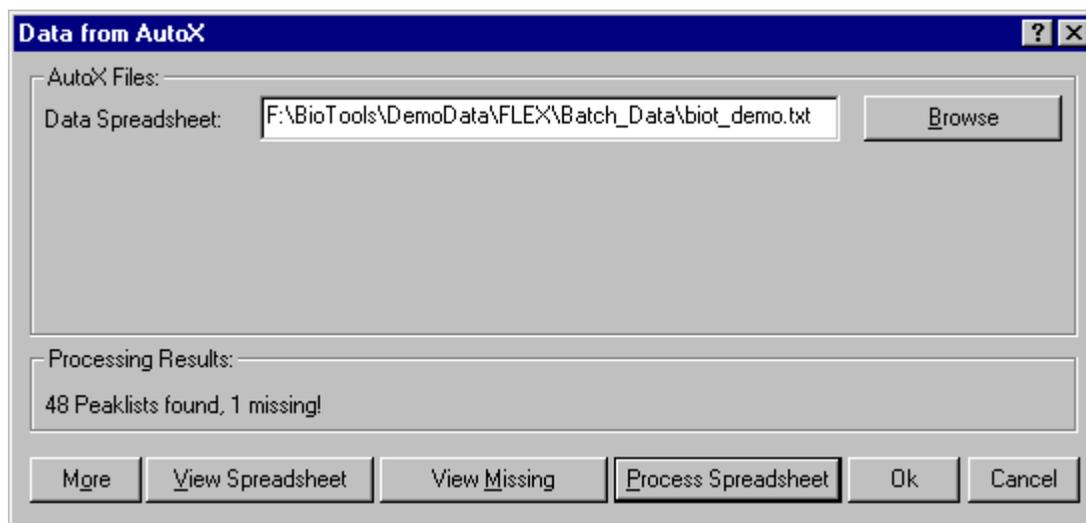 Data from AutoX
AutoX Files:
Data Spreadsheet: F:\BioTools\DemoData\FLEX\Batch_Data\biot_demo.txt Browse
Processing Results:
48 Peaklists found, 1 missing!
More View Spreadsheet View Missing Process Spreadsheet Ok Cancel